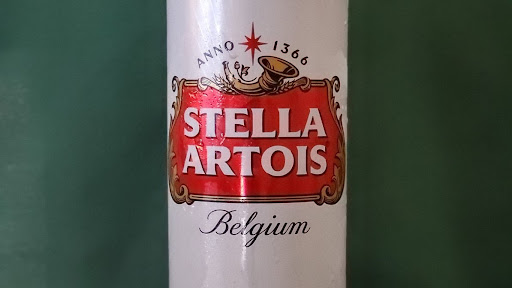 ANNO 1366
STELLA
ARTOIS
Belgium